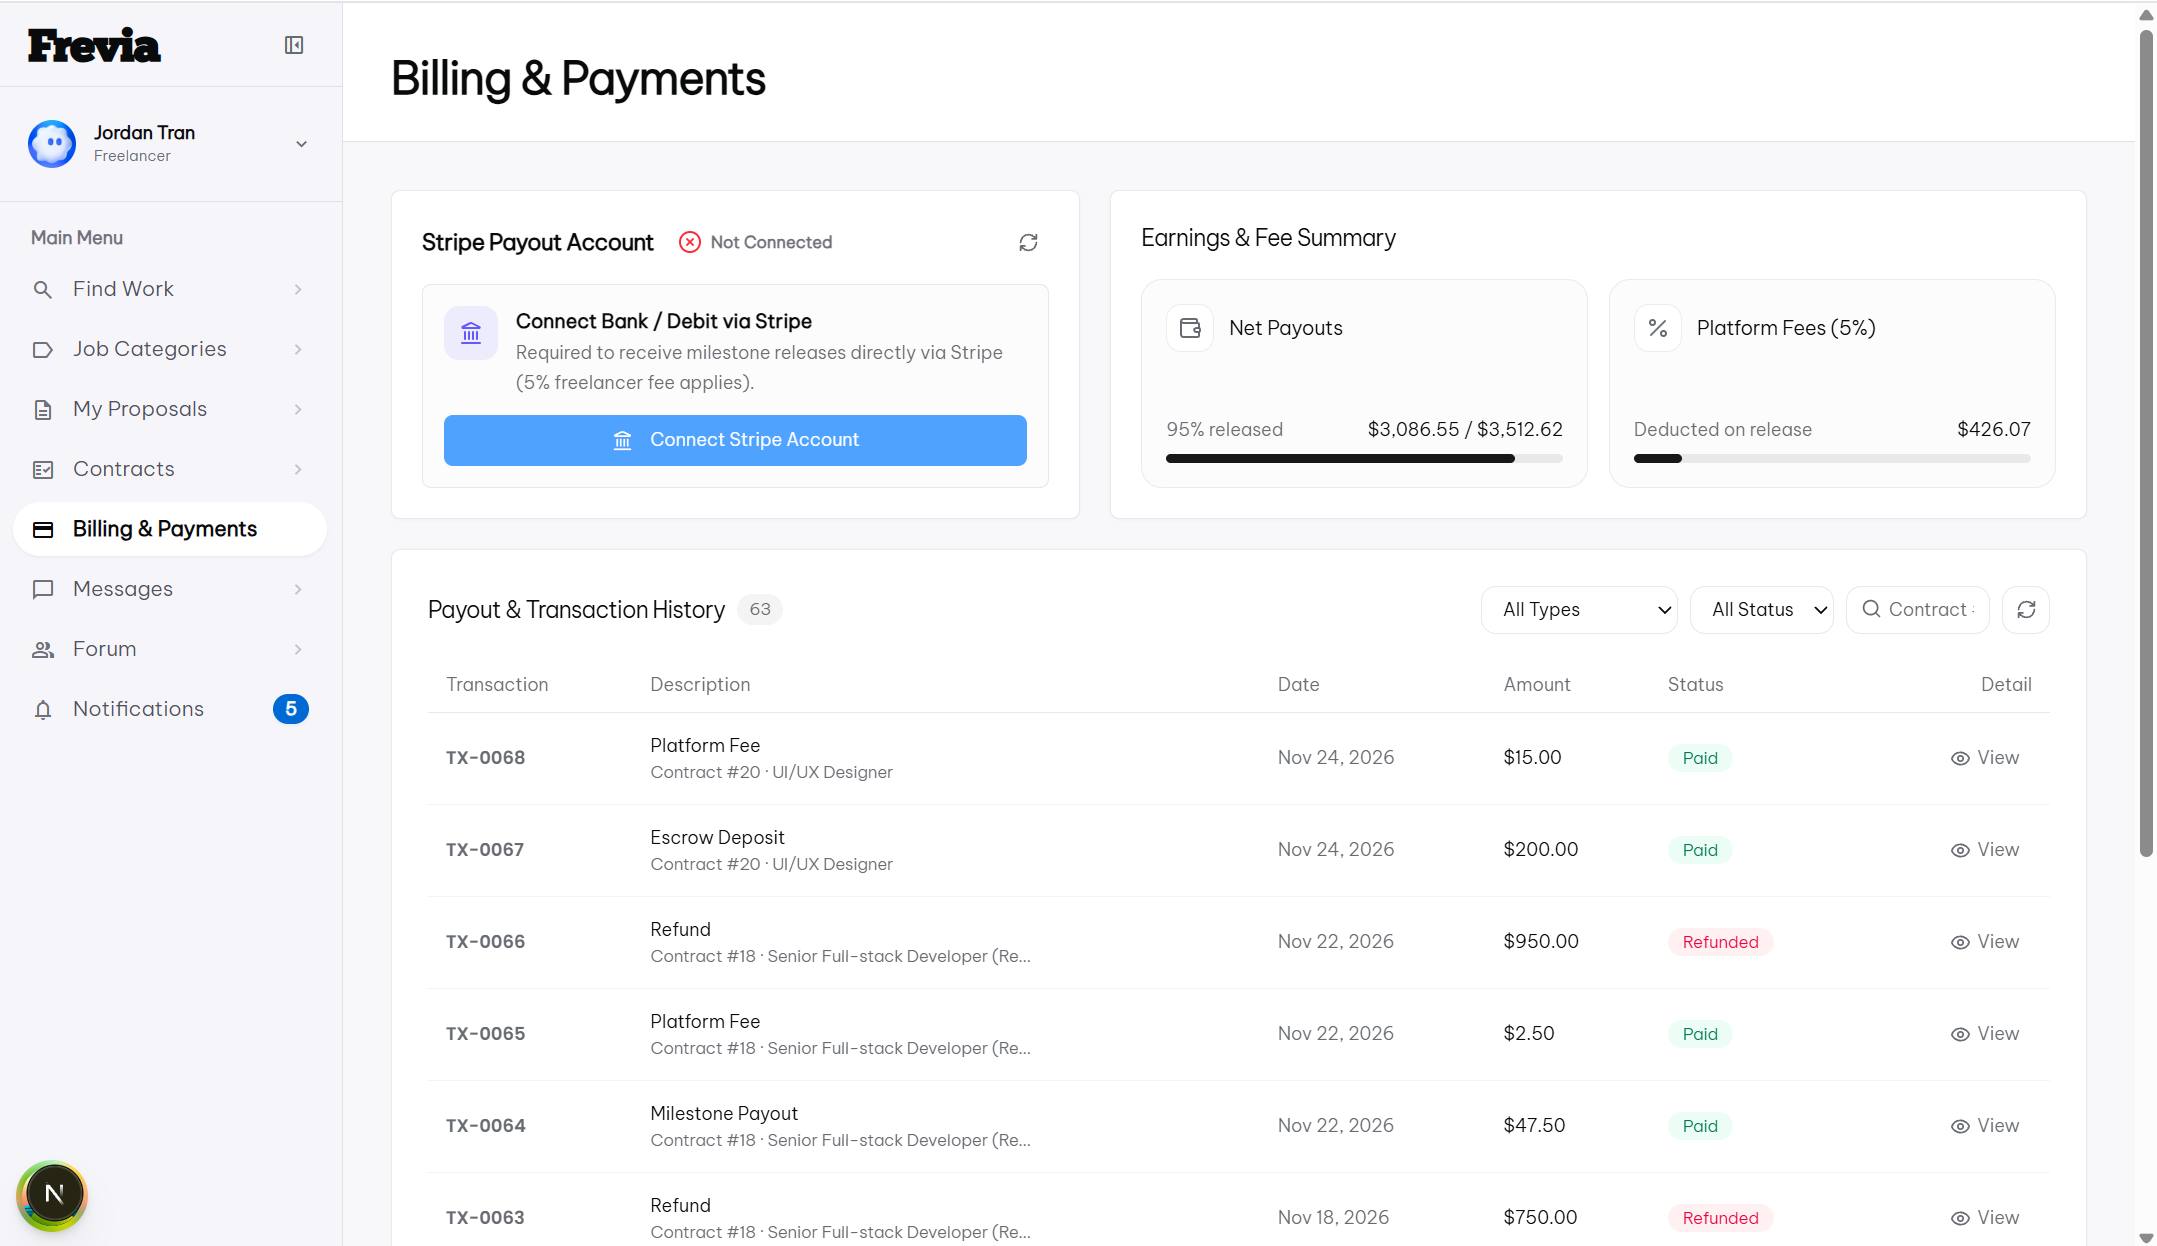 Frevia
Jordan Tran
Freelancer
Main Menu
Find Work
Job Categories
My Proposals
Contracts
Billing & Payments
Messages
Forum
Notifications 5
N
Billing & Payments
Stripe Payout Account Not Connected
Connect Bank / Debit via Stripe
Required to receive milestone releases directly via Stripe
(5% freelancer fee applies).
Connect Stripe Account
Earnings & Fee Summary
Net Payouts
95% released $3,086.55 / $3,512.62
Platform Fees (5%)
Deducted on release $426.07
Payout & Transaction History 63
All Types All Status Contract
Transaction Description Date Amount Status Detail
TX-0068 Platform Fee Nov 24, 2026 $15.00 Paid View
Contract #20 · UI/UX Designer
TX-0067 Escrow Deposit Nov 24, 2026 $200.00 Paid View
Contract #20 · UI/UX Designer
TX-0066 Refund Nov 22, 2026 $950.00 Refunded View
Contract #18 · Senior Full-stack Developer (Re...
TX-0065 Platform Fee Nov 22, 2026 $2.50 Paid View
Contract #18 · Senior Full-stack Developer (Re...
TX-0064 Milestone Payout Nov 22, 2026 $47.50 Paid View
Contract #18 · Senior Full-stack Developer (Re...
TX-0063 Refund Nov 18, 2026 $750.00 Refunded View
Contract #18 · Senior Full-stack Developer (Re...